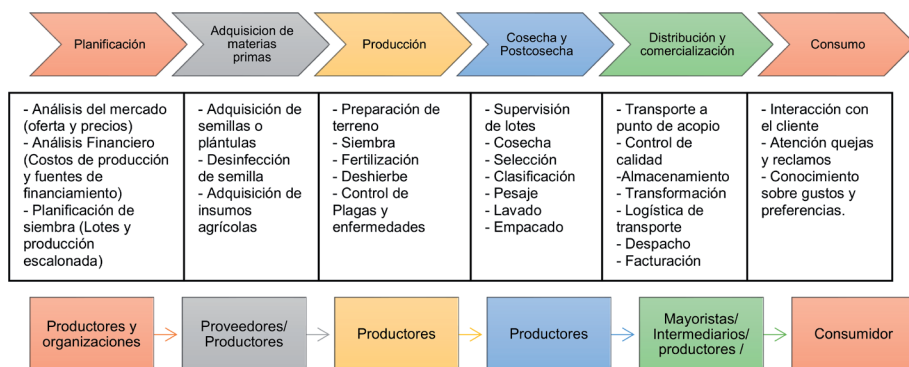 Planificación
Adquisicion de
materias
primas
Producción
Cosecha y
Postcosecha
Distribución y
comercialización
Consumo
- Análisis del mercado
(oferta y precios)
- Análisis Financiero
(Costos de producción
y fuentes de
financiamiento)
- Planificación de
siembra (Lotes y
producción
escalonada)
- Adquisición de
semillas o
plántulas
- Desinfección
de semilla
- Adquisición de
insumos
agrícolas
- Preparación de
terreno
- Siembra
- Fertilización
- Deshierbe
- Control de
Plagas y
enfermedades
- Supervisión
de lotes
- Cosecha
- Selección
- Clasificación
- Pesaje
- Lavado
- Empacado
- Transporte a
punto de acopio
- Control de
calidad
-Almacenamiento
- Transformación
- Logística de
transporte
- Despacho
- Facturación
- Interacción con
el cliente
- Atención quejas
y reclamos
- Conocimiento
sobre gustos y
preferencias.
Productores y
organizaciones
Proveedores/
Productores
Productores
Productores
Mayoristas/
Intermediarios/
productores /
Consumidor